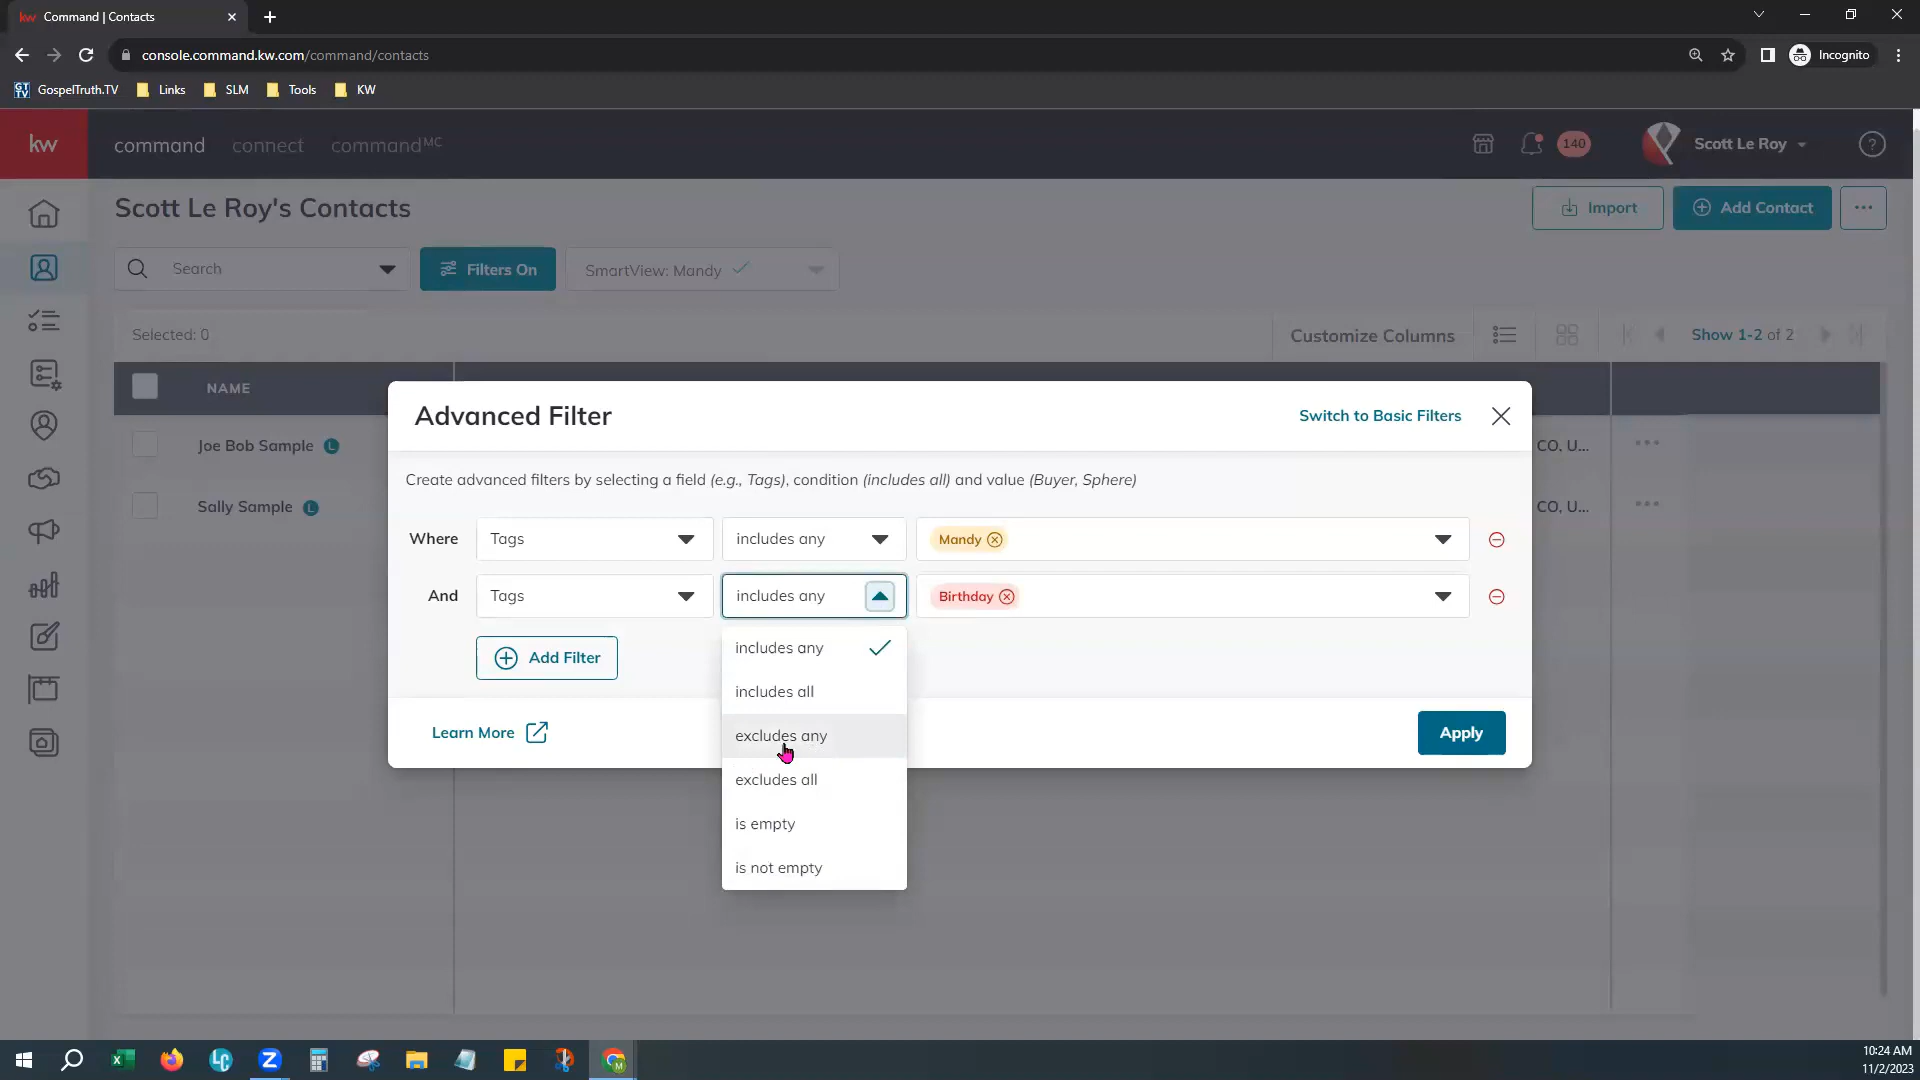 kw Command | Contacts
console.command.kw.com/command/contacts
Incognito
GT TV GospelTruth.TV Links SLM Tools KW
kw command connect commandMC 140 Scott Le Roy ?
Scott Le Roy's Contacts
Import Add Contact ...
Search
Filters On
SmartView: Mandy
Selected: 0
Customize Columns
Show 1-2 of 2
NAME
Joe Bob Sample L
CO, U...
Sally Sample L
CO, U...
Advanced Filter
Switch to Basic Filters
Create advanced filters by selecting a field (e.g., Tags), condition (includes all) and value (Buyer, Sphere)
Where Tags includes any Mandy
And Tags includes any Birthday
Add Filter
includes any
includes all
excludes any
excludes all
is empty
is not empty
Learn More
Apply
10:24 AM
11/2/2023